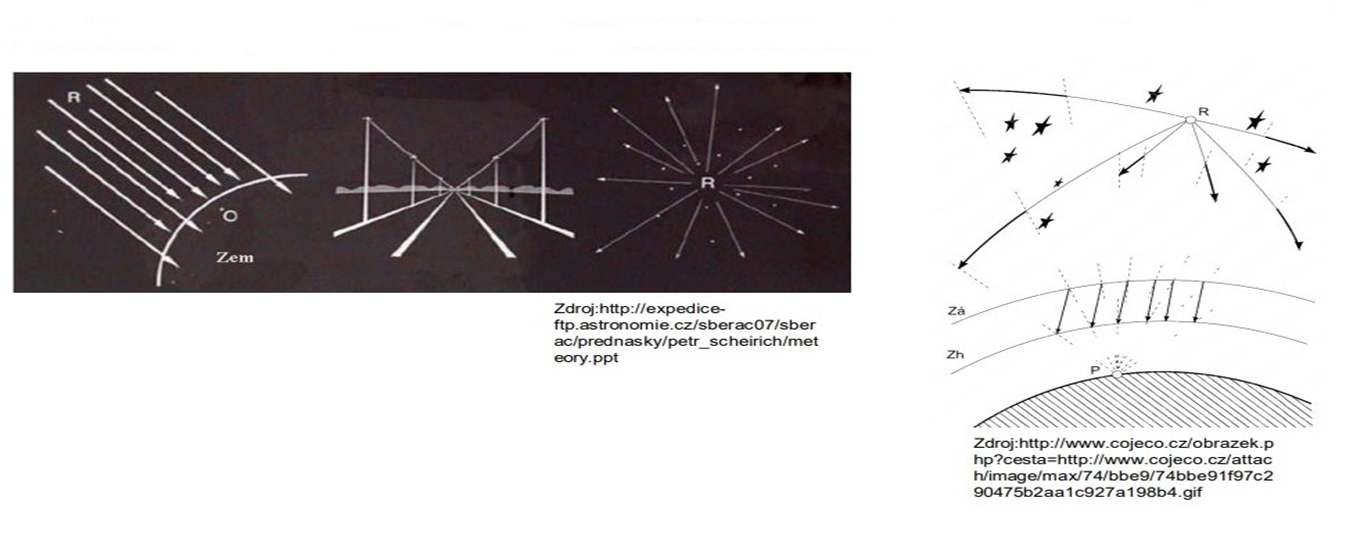 R
O
Zem
R
Zdroj:http://expedice-
ftp.astronomie.cz/sberac07/sber
ac/prednasky/petr_scheirich/met
eory.ppt
R
Zá
Zh
P
Zdroj:http://www.cojeco.cz/obrazek.p
hp?cesta=http://www.cojeco.cz/attac
h/image/max/74/bbe9/74bbe91f97c2
90475b2aa1c927a198b4.gif